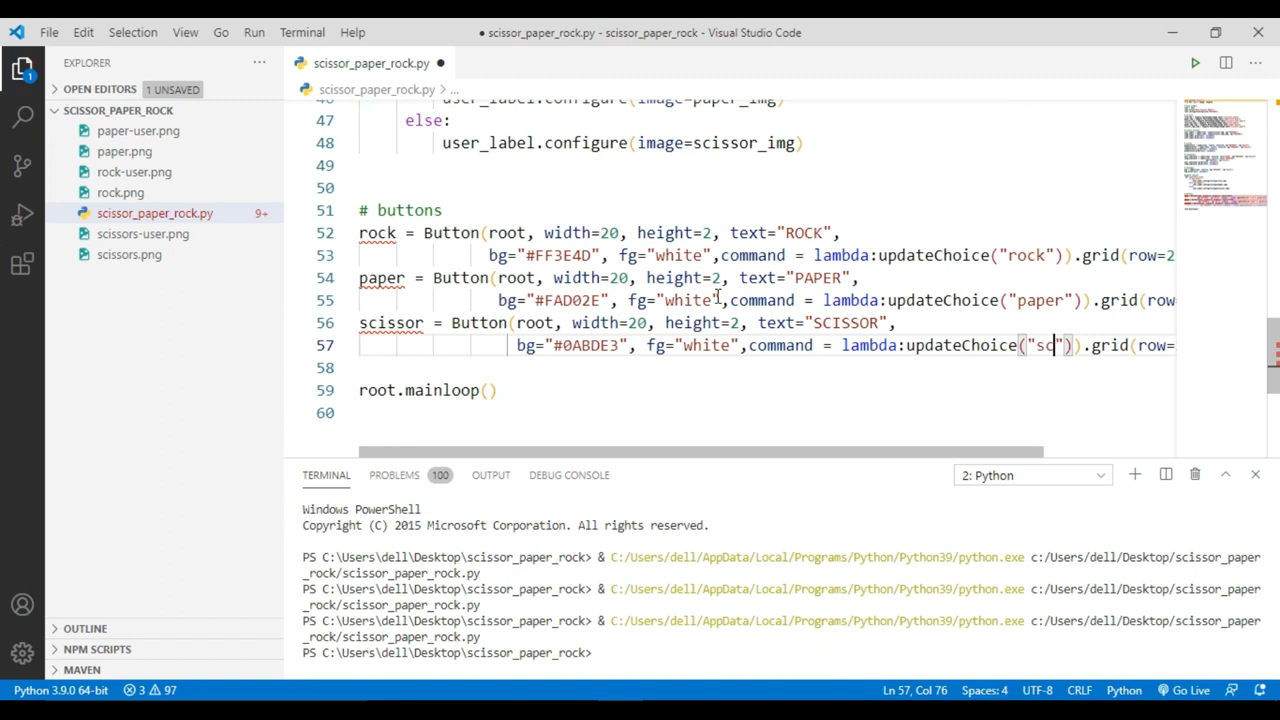 File Edit Selection View Go Run Terminal Help
● scissor_paper_rock.py - scissor_paper_rock - Visual Studio Code
EXPLORER
OPEN EDITORS 1 UNSAVED
SCISSOR_PAPER_ROCK
paper-user.png
paper.png
rock-user.png
rock.png
scissor_paper_rock.py 9+
scissors-user.png
scissors.png
OUTLINE
NPM SCRIPTS
MAVEN
1
scissor_paper_rock.py ●
scissor_paper_rock.py > ...
46 user_label.configure(image=paper_img)
47 else:
48 user_label.configure(image=scissor_img)
49
50
51 # buttons
52 rock = Button(root, width=20, height=2, text="ROCK",
53 bg="#FF3E4D", fg="white",command = lambda:updateChoice("rock")).grid(row=2
54 paper = Button(root, width=20, height=2, text="PAPER",
55 bg="#FAD02E", fg="white",command = lambda:updateChoice("paper")).grid(row
56 scissor = Button(root, width=20, height=2, text="SCISSOR",
57 bg="#0ABDE3", fg="white",command = lambda:updateChoice("sc")).grid(row=
58
59 root.mainloop()
60
TERMINAL PROBLEMS 100 OUTPUT DEBUG CONSOLE 2: Python
Windows PowerShell
Copyright (C) 2015 Microsoft Corporation. All rights reserved.
PS C:\Users\dell\Desktop\scissor_paper_rock> & C:/Users/dell/AppData/Local/Programs/Python/Python39/python.exe c:/Users/dell/Desktop/scissor_paper
_rock/scissor_paper_rock.py
PS C:\Users\dell\Desktop\scissor_paper_rock> & C:/Users/dell/AppData/Local/Programs/Python/Python39/python.exe c:/Users/dell/Desktop/scissor_paper
_rock/scissor_paper_rock.py
PS C:\Users\dell\Desktop\scissor_paper_rock> & C:/Users/dell/AppData/Local/Programs/Python/Python39/python.exe c:/Users/dell/Desktop/scissor_paper
_rock/scissor_paper_rock.py
PS C:\Users\dell\Desktop\scissor_paper_rock>
Python 3.9.0 64-bit 3 97 Ln 57, Col 76 Spaces: 4 UTF-8 CRLF Python Go Live